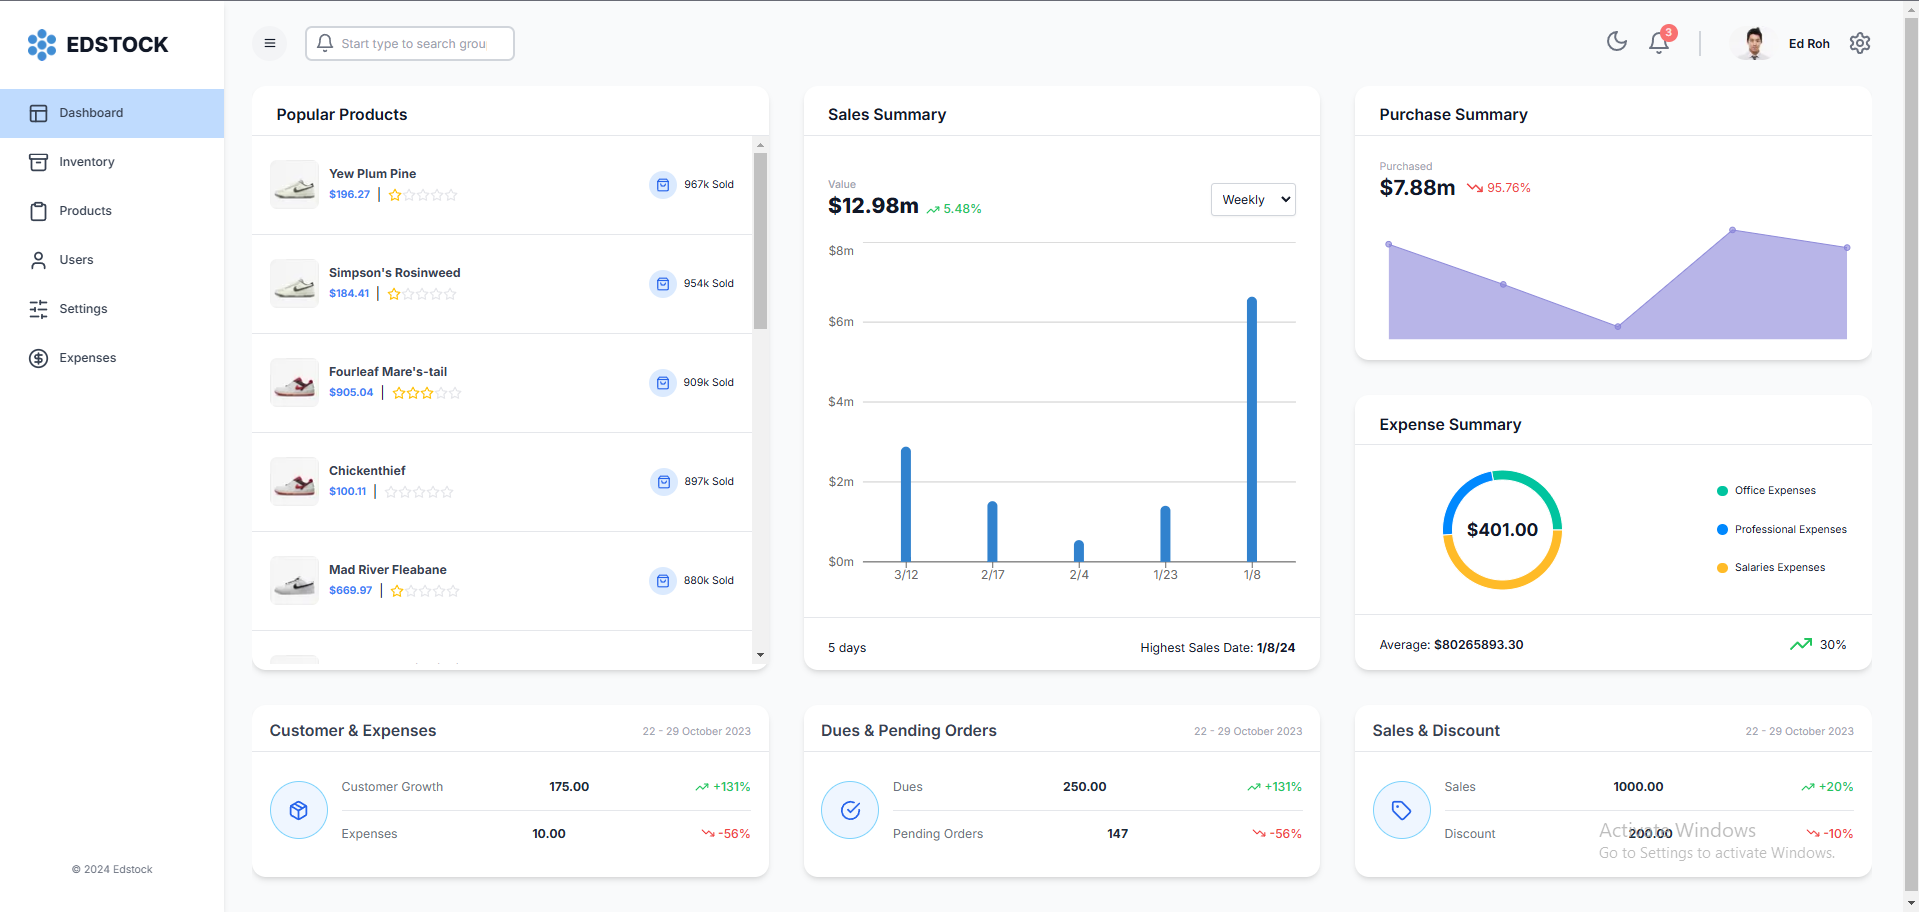 EDSTOCK
Dashboard
Inventory
Products
Users
Settings
Expenses
© 2024 Edstock
Start type to search grou
3
Ed Roh
Popular Products
Yew Plum Pine
$196.27
967k Sold
Simpson's Rosinweed
$184.41
954k Sold
Fourleaf Mare's-tail
$905.04
909k Sold
Chickenthief
$100.11
897k Sold
Mad River Fleabane
$669.97
880k Sold
Sales Summary
Value
$12.98m 5.48%
Weekly
$8m
$6m
$4m
$2m
$0m
3/12 2/17 2/4 1/23 1/8
5 days
Highest Sales Date: 1/8/24
Purchase Summary
Purchased
$7.88m 95.76%
Expense Summary
$401.00
Office Expenses
Professional Expenses
Salaries Expenses
Average: $80265893.30
30%
Customer & Expenses
22 - 29 October 2023
Customer Growth 175.00 +131%
Expenses 10.00 -56%
Dues & Pending Orders
22 - 29 October 2023
Dues 250.00 +131%
Pending Orders 147 -56%
Sales & Discount
22 - 29 October 2023
Sales 1000.00 +20%
Discount 200.00 -10%
Activate Windows
Go to Settings to activate Windows.